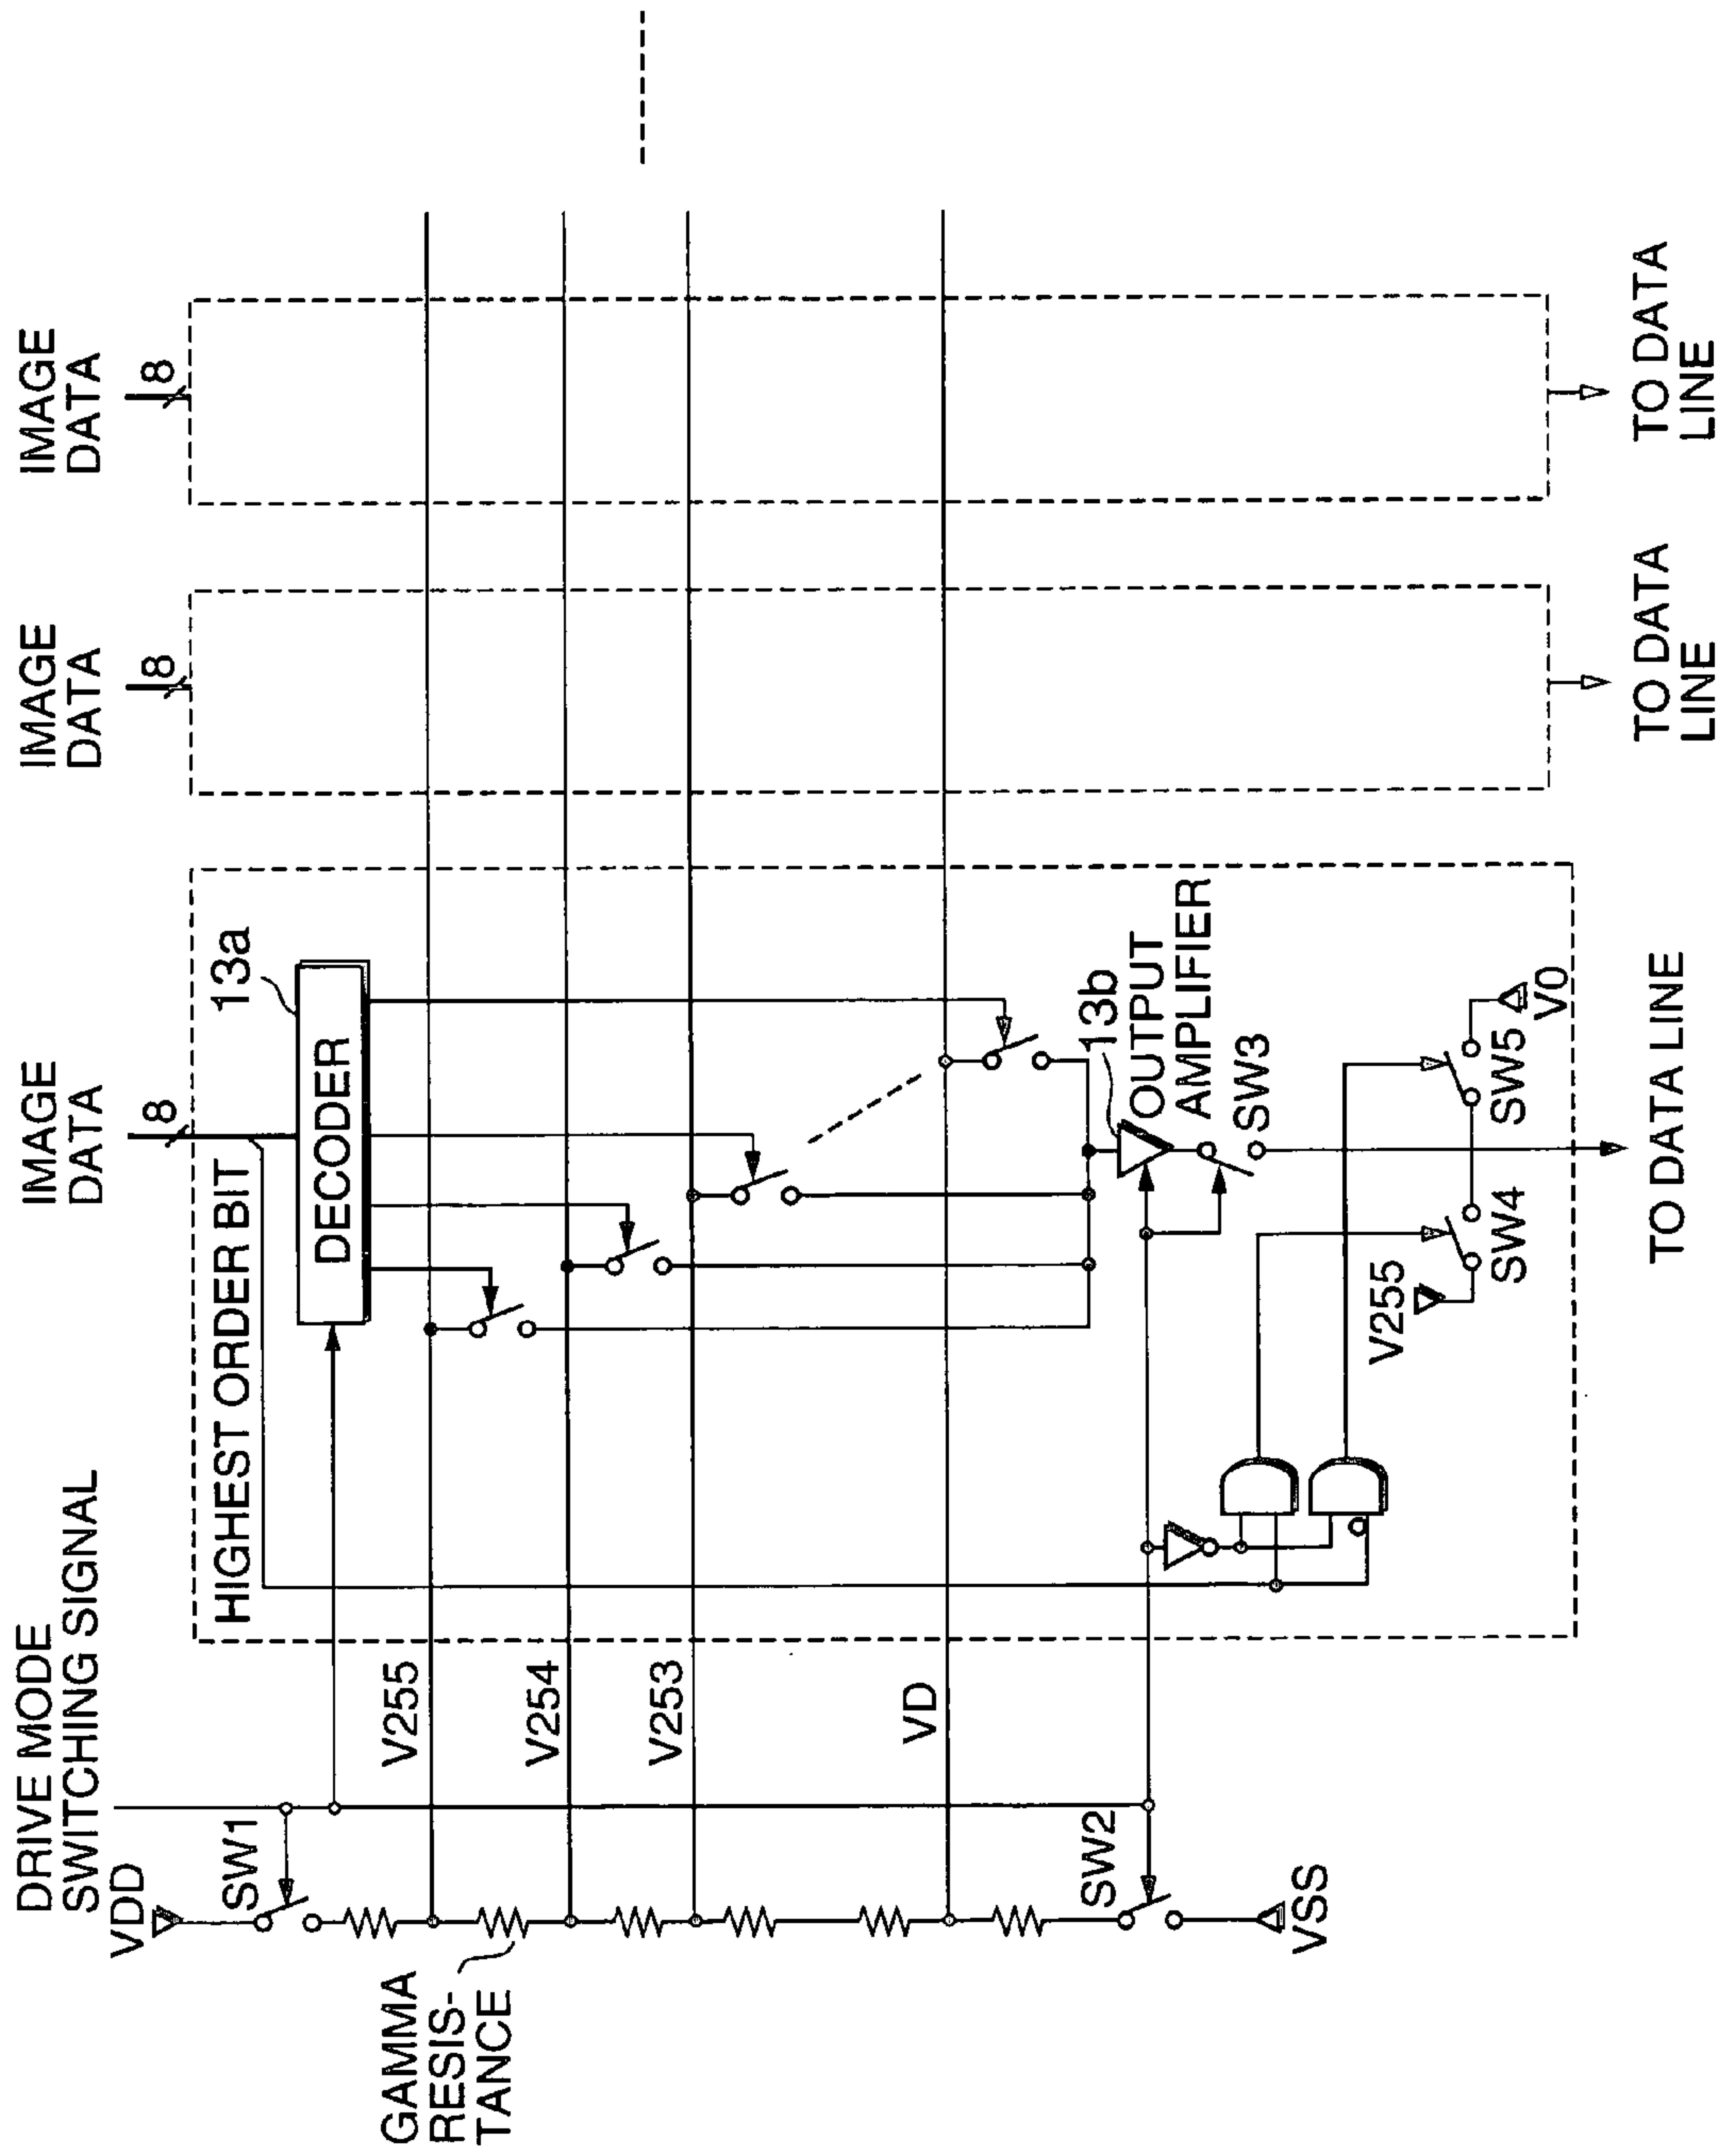 DRIVE MODE
SWITCHING SIGNAL
IMAGE
DATA
IMAGE
DATA
IMAGE
DATA
8
8
8
VDD
SW1
HIGHEST ORDER BIT
13a
DECODER
GAMMA
RESIS-
TANCE
V255
V254
V253
VD
13b
OUTPUT
AMPLIFIER
SW3
SW2
VSS
V255
SW4
SW5
V0
TO DATA LINE
TO DATA
LINE
TO DATA
LINE